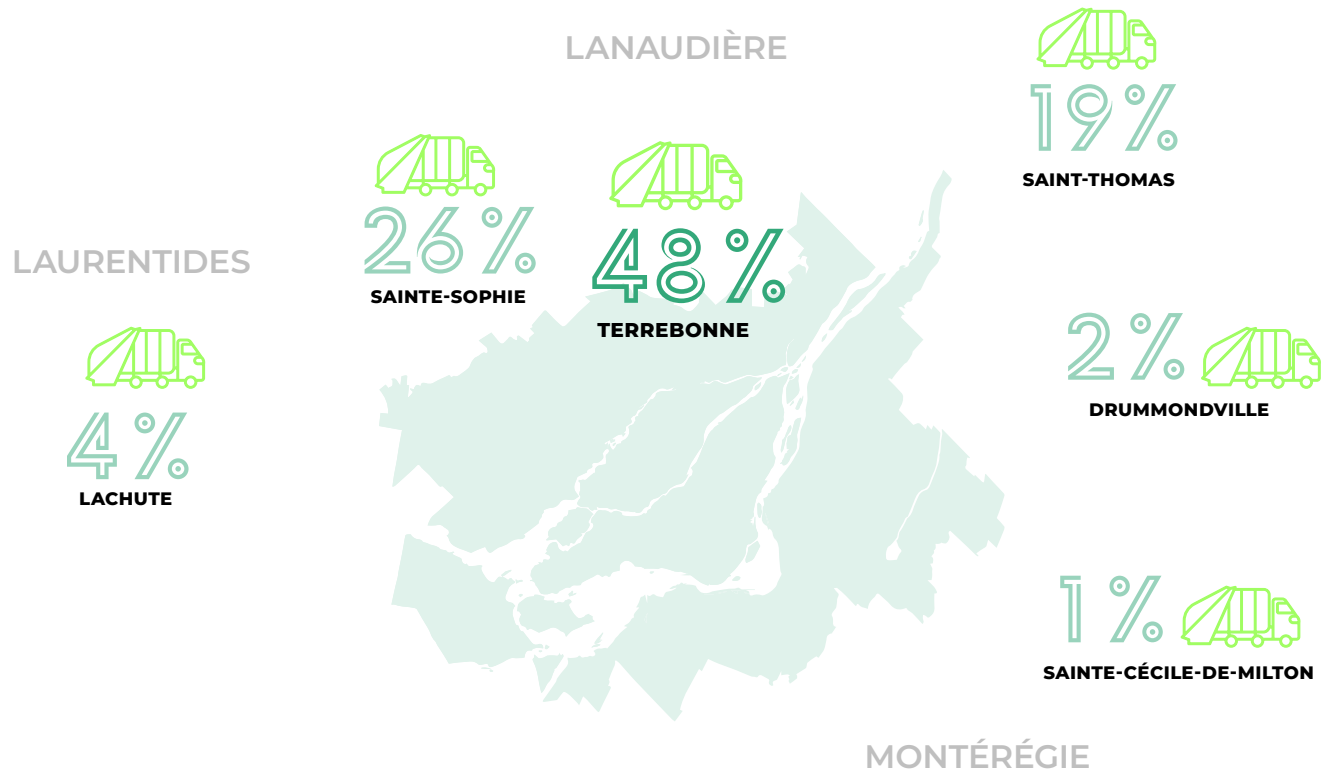 LANAUDIÈRE
19 %
SAINT-THOMAS
26 %
SAINTE-SOPHIE
48 %
TERREBONNE
LAURENTIDES
4 %
LACHUTE
2 %
DRUMMONDVILLE
1 %
SAINTE-CÉCILE-DE-MILTON
MONTÉRÉGIE